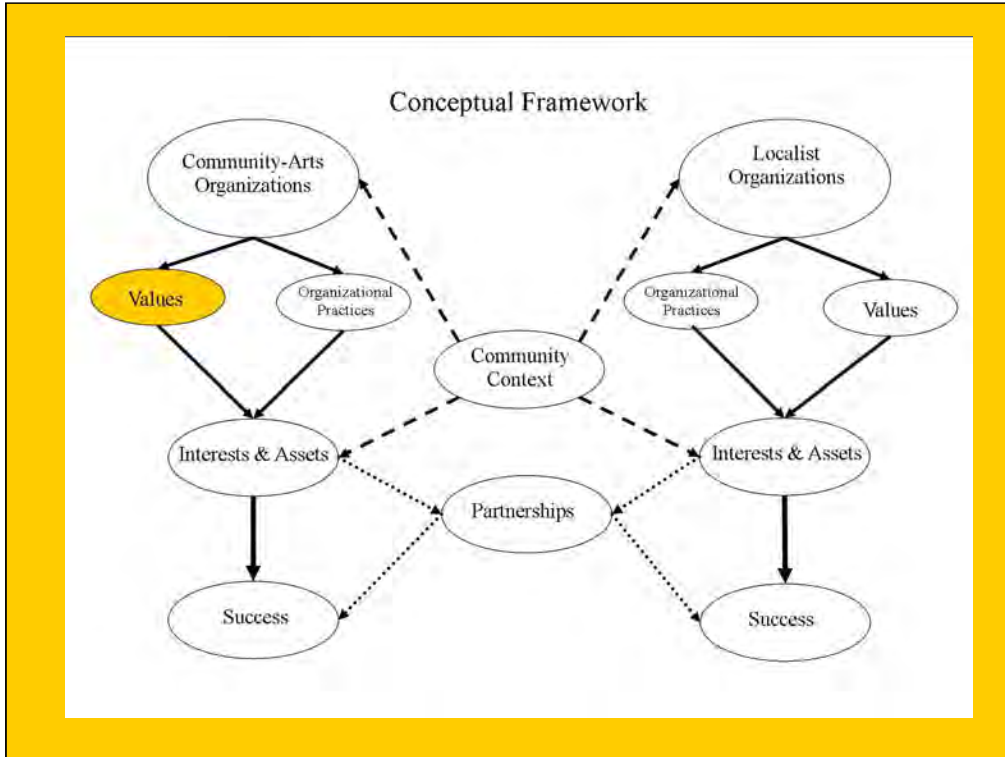 Conceptual Framework
Community-Arts
Organizations
Localist
Organizations
Values
Organizational
Practices
Organizational
Practices
Values
Community
Context
Interests & Assets
Interests & Assets
Partnerships
Success
Success